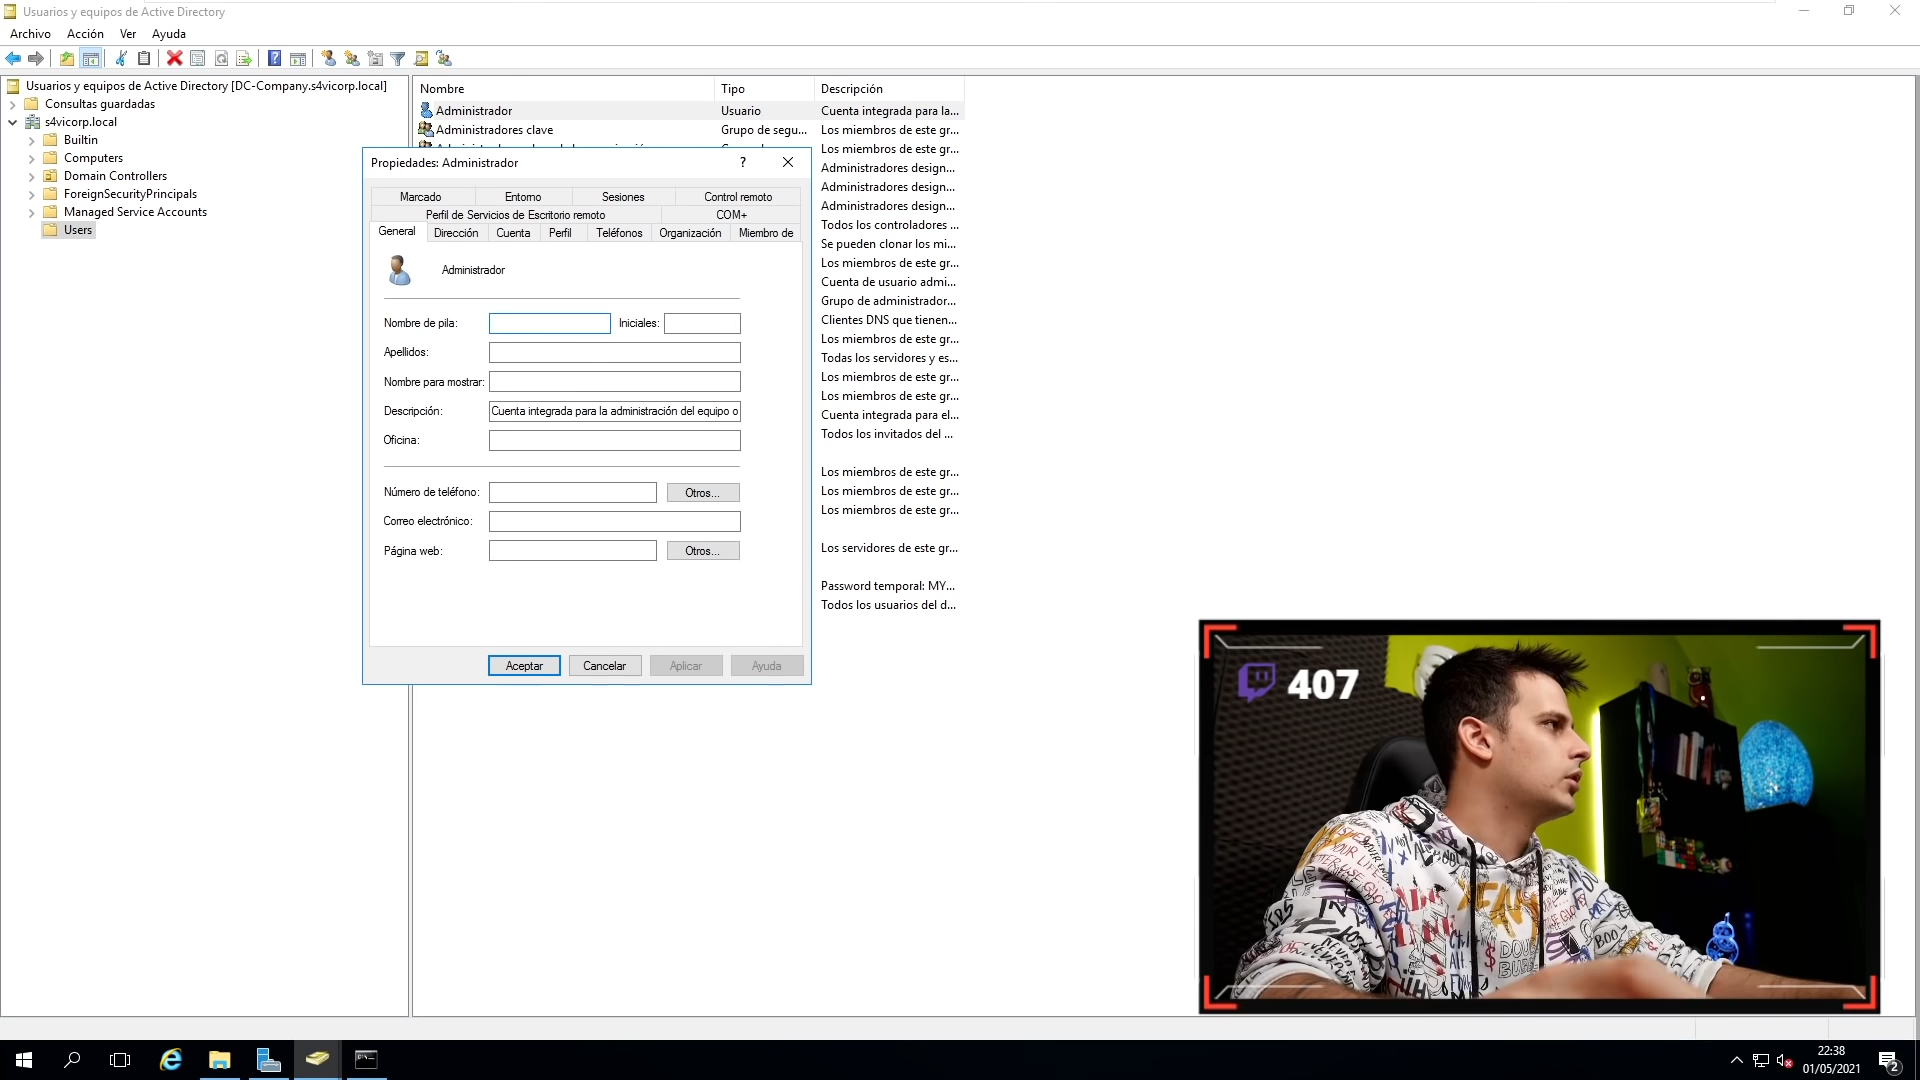 Usuarios y equipos de Active Directory
Archivo Acción Ver Ayuda
Usuarios y equipos de Active Directory [DC-Company.s4vicorp.local]
Consultas guardadas
s4vicorp.local
Builtin
Computers
Domain Controllers
ForeignSecurityPrincipals
Managed Service Accounts
Users
Nombre Tipo Descripción
Administrador Usuario Cuenta integrada para la...
Administradores clave Grupo de segu... Los miembros de este gr...
Los miembros de este gr...
Administradores design...
Administradores design...
Administradores design...
Todos los controladores ...
Se pueden clonar los mi...
Los miembros de este gr...
Cuenta de usuario admi...
Grupo de administrador...
Clientes DNS que tienen...
Los miembros de este gr...
Todas los servidores y es...
Los miembros de este gr...
Los miembros de este gr...
Cuenta integrada para el...
Todos los invitados del ...
Los miembros de este gr...
Los miembros de este gr...
Los miembros de este gr...
Los servidores de este gr...
Password temporal: MY...
Todos los usuarios del d...
Propiedades: Administrador ?
Marcado Entorno Sesiones Control remoto
Perfil de Servicios de Escritorio remoto COM+
General Dirección Cuenta Perfil Teléfonos Organización Miembro de
Administrador
Nombre de pila: Iniciales:
Apellidos:
Nombre para mostrar:
Descripción: Cuenta integrada para la administración del equipo o
Oficina:
Número de teléfono: Otros...
Correo electrónico:
Página web: Otros...
Aceptar Cancelar Aplicar Ayuda
407
22:38
01/05/2021
2